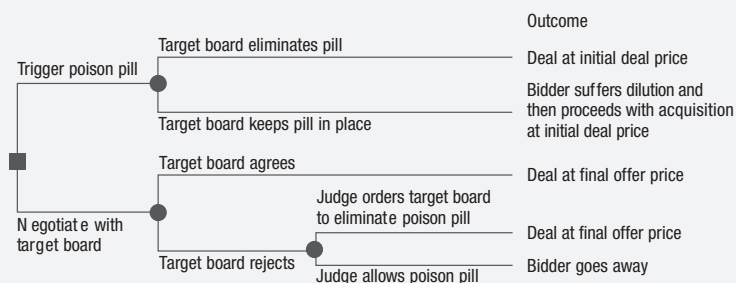 Outcome
Target board eliminates pill
Deal at initial deal price
Trigger poison pill
Bidder suffers dilution and
then proceeds with acquisition
at initial deal price
Target board keeps pill in place
Target board agrees
Deal at final offer price
Judge orders target board
to eliminate poison pill
Negotiate with
target board
Deal at final offer price
Target board rejects
Bidder goes away
Judge allows poison pill